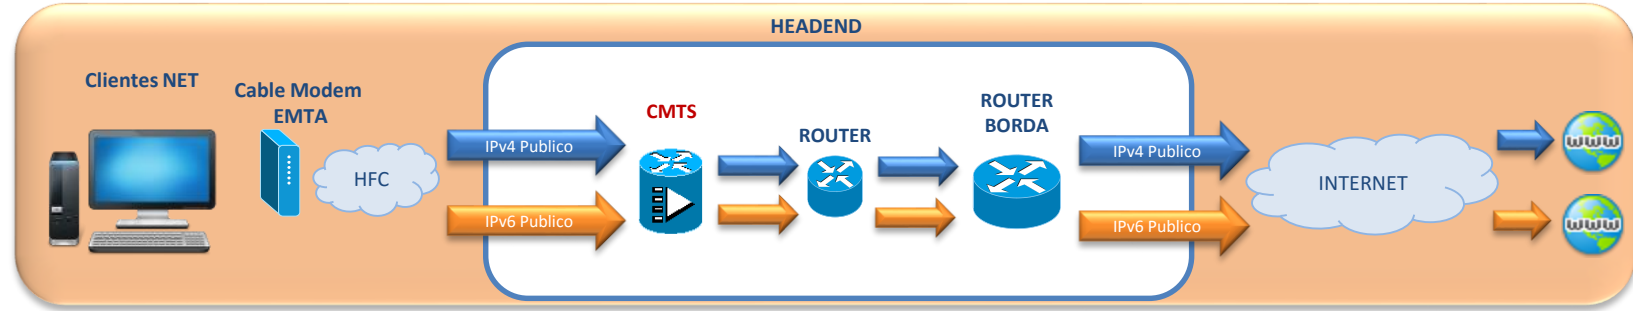 HEADEND
Clientes NET
Cable Modem
EMTA
HFC
IPv4 Publico
IPv6 Publico
CMTS
ROUTER
ROUTER
BORDA
IPv4 Publico
IPv6 Publico
INTERNET
www
www